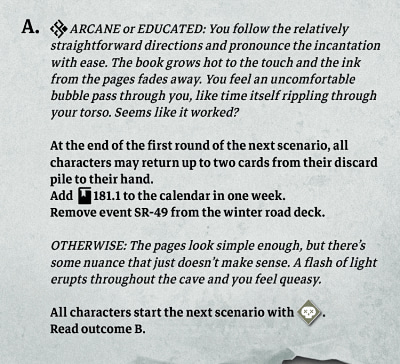 A. ARCANE or EDUCATED: You follow the relatively
straightforward directions and pronounce the incantation
with ease. The book grows hot to the touch and the ink
from the pages fades away. You feel an uncomfortable
bubble pass through you, like time itself rippling through
your torso. Seems like it worked?
At the end of the first round of the next scenario, all
characters may return up to two cards from their discard
pile to their hand.
Add 181.1 to the calendar in one week.
Remove event SR-49 from the winter road deck.
OTHERWISE: The pages look simple enough, but there's
some nuance that just doesn't make sense. A flash of light
erupts throughout the cave and you feel queasy.
All characters start the next scenario with .
Read outcome B.